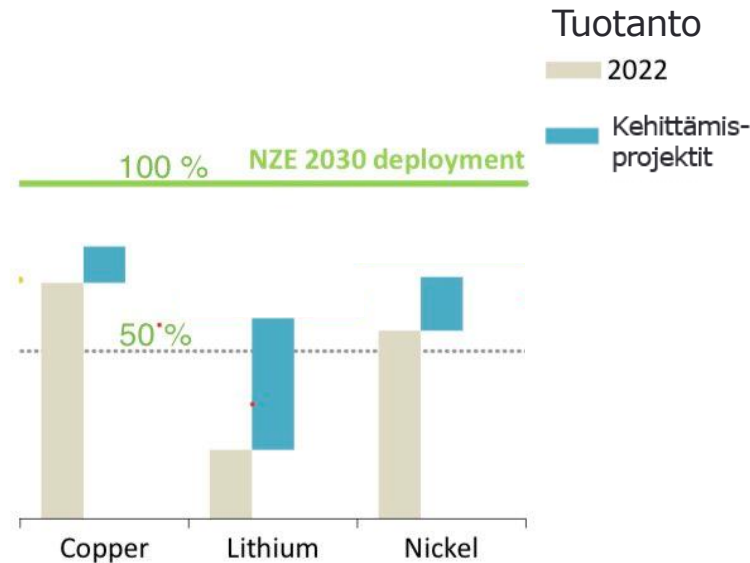 Tuotanto
2022
Kehittämis-
projektit
100 %
NZE 2030 deployment
50 %
Copper
Lithium
Nickel